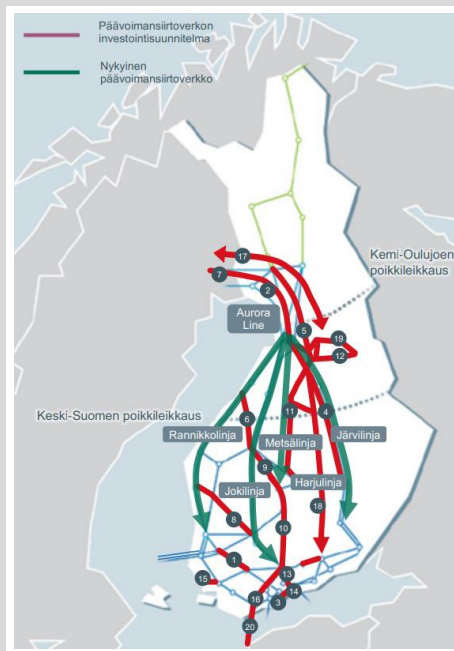 Päävoimansiirtoverkon
investointisuunnitelma
Nykyinen
päävoimansiirtoverkko
17
7
2
Kemi-Oulujoen
poikkileikkaus
Aurora
Line
5
19
12
Keski-Suomen poikkileikkaus
6
11
4
Rannikkolinja
Metsälinja
Järvilinja
9
Jokilinja
Harjulinja
8
10
18
1
13
15
14
16
3
20